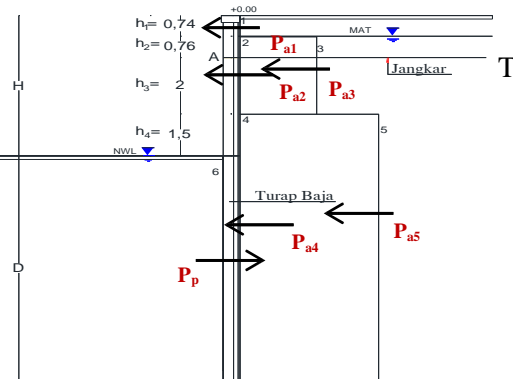 +0.00
h1= 0,74
1
MAT
h2= 0,76
2
Pa1
3
A
Jangkar
T
H
h3= 2
Pa2
Pa3
h4= 1,5
4
5
NWL
6
Turap Baja
Pa4
Pa5
D
Pp